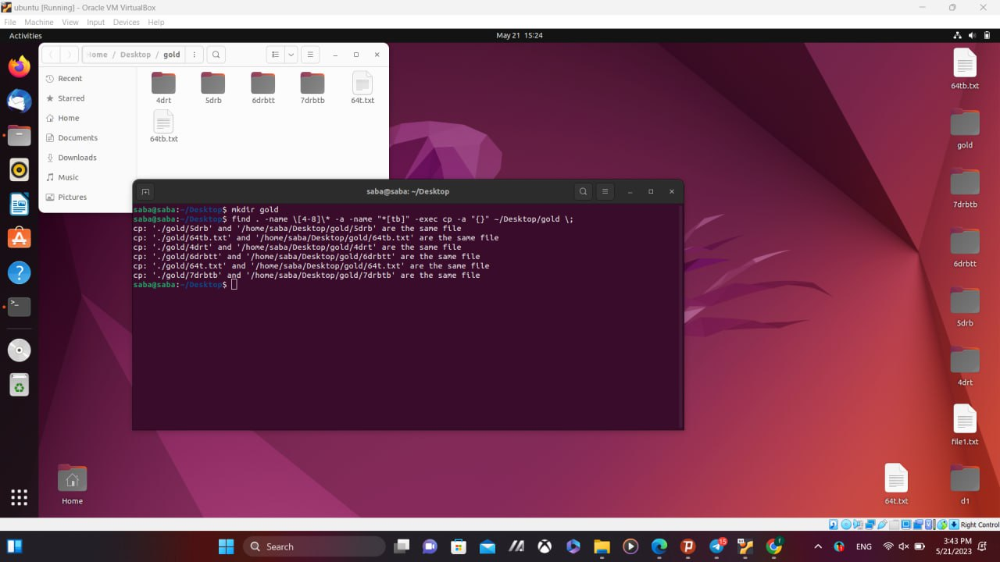 ubuntu [Running] - Oracle VM VirtualBox
File Machine View Input Devices Help
Activities
May 21 15:24
Home / Desktop / gold
Recent
Starred
Home
Documents
Downloads
Music
Pictures
4drt
5drb
6drbtt
7drbtb
64t.txt
64tb.txt
saba@saba: ~/Desktop
saba@saba:~/Desktop$ mkdir gold
saba@saba:~/Desktop$ find . -name \[4-8]\* -a -name "*[tb]" -exec cp -a "{}" ~/Desktop/gold \;
cp: './gold/5drb' and '/home/saba/Desktop/gold/5drb' are the same file
cp: './gold/64tb.txt' and '/home/saba/Desktop/gold/64tb.txt' are the same file
cp: './gold/4drt' and '/home/saba/Desktop/gold/4drt' are the same file
cp: './gold/6drbtt' and '/home/saba/Desktop/gold/6drbtt' are the same file
cp: './gold/64t.txt' and '/home/saba/Desktop/gold/64t.txt' are the same file
cp: './gold/7drbtb' and '/home/saba/Desktop/gold/7drbtb' are the same file
saba@saba:~/Desktop$
64tb.txt
gold
7drbtb
6drbtt
5drb
4drt
file1.txt
64t.txt
d1
Home
Right Control
Search
15
ENG
3:43 PM
5/21/2023